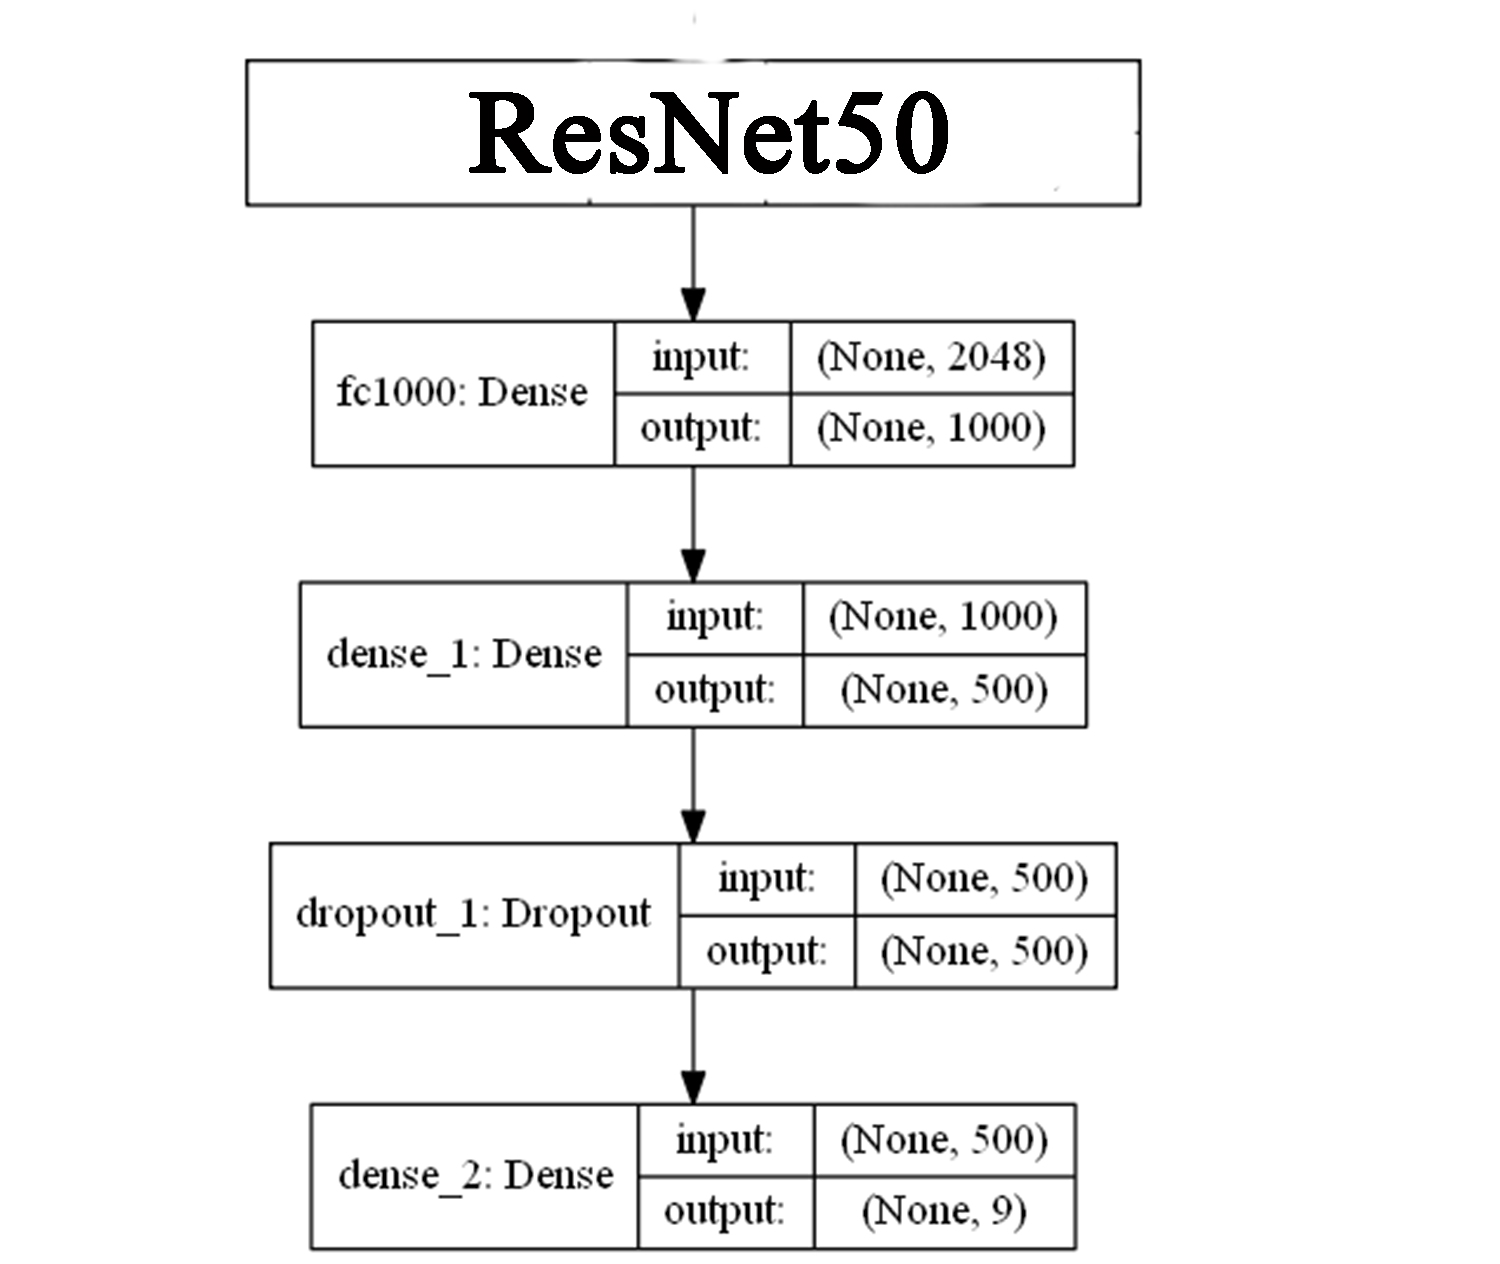 ResNet50
fc1000: Dense
input:
(None, 2048)
output:
(None, 1000)
dense_1: Dense
input:
(None, 1000)
output:
(None, 500)
dropout_1: Dropout
input:
(None, 500)
output:
(None, 500)
dense_2: Dense
input:
(None, 500)
output:
(None, 9)